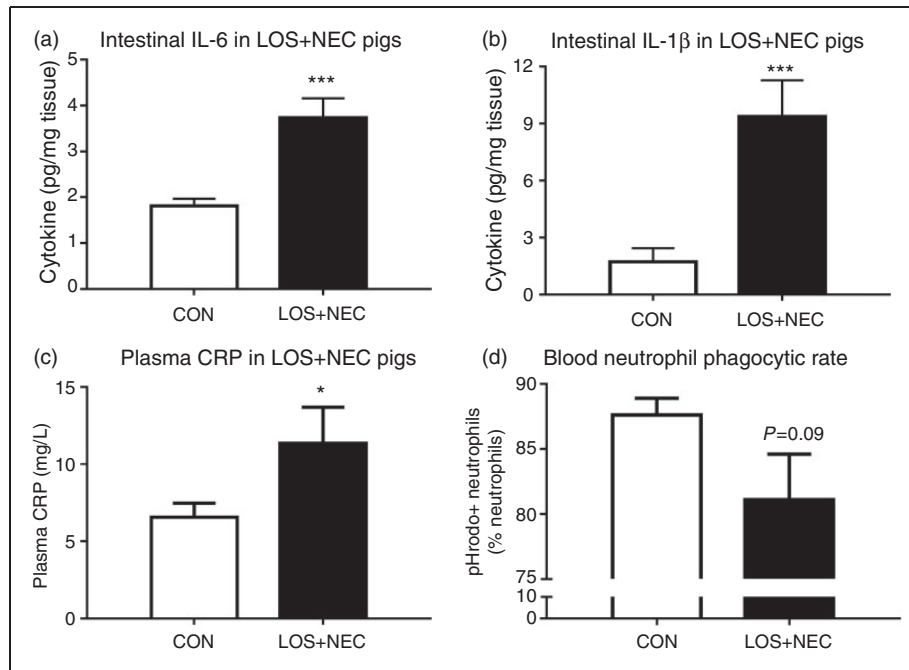 (a) Intestinal IL-6 in LOS+NEC pigs
Cytokine (pg/mg tissue)
5
4
3
2
1
0
***
CON LOS+NEC
(b) Intestinal IL-1β in LOS+NEC pigs
Cytokine (pg/mg tissue)
12
9
6
3
0
***
CON LOS+NEC
(c) Plasma CRP in LOS+NEC pigs
Plasma CRP (mg/L)
15
10
5
0
*
CON LOS+NEC
(d) Blood neutrophil phagocytic rate
pHrodo+ neutrophils
(% neutrophils)
90
85
80
75
10
0
P=0.09
CON LOS+NEC